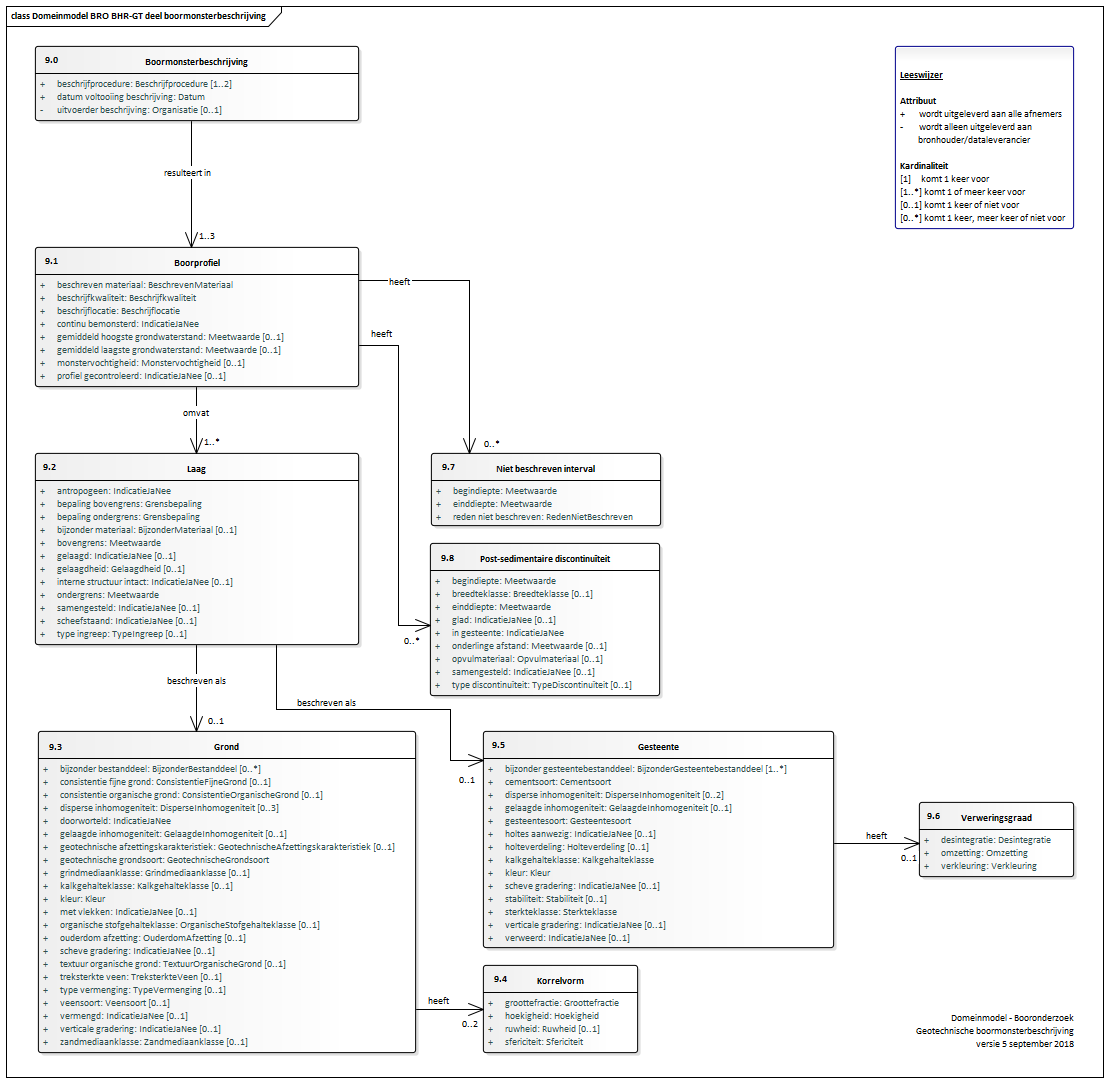 class Domeinmodel BRO BHR-GT deel boormonsterbeschrijving
9.0 Boormonsterbeschrijving
+ beschrijfprocedure: Beschrijfprocedure [1..2]
+ datum voltooiing beschrijving: Datum
- uitvoerder beschrijving: Organisatie [0..1]
Leeswijzer
Attribuut
+ wordt uitgeleverd aan alle afnemers
- wordt alleen uitgeleverd aan
bronhouder/dataleverancier
Kardinaliteit
[1] komt 1 keer voor
[1..*] komt 1 of meer keer voor
[0..1] komt 1 keer of niet voor
[0..*] komt 1 keer, meer keer of niet voor
resulteert in
1..3
9.1 Boorprofiel
+ beschreven materiaal: BeschrevenMateriaal
+ beschrijfkwaliteit: Beschrijfkwaliteit
+ beschrijflocatie: Beschrijflocatie
+ continu bemonsterd: IndicatieJaNee
+ gemiddeld hoogste grondwaterstand: Meetwaarde [0..1]
+ gemiddeld laagste grondwaterstand: Meetwaarde [0..1]
+ monstervochtigheid: Monstervochtigheid [0..1]
+ profiel gecontroleerd: IndicatieJaNee [0..1]
heeft
heeft
omvat
1..*
0..*
9.2 Laag
+ antropogeen: IndicatieJaNee
+ bepaling bovengrens: Grensbepaling
+ bepaling ondergrens: Grensbepaling
+ bijzonder materiaal: BijzonderMateriaal [0..1]
+ bovengrens: Meetwaarde
+ gelaagd: IndicatieJaNee [0..1]
+ gelaagdheid: Gelaagdheid [0..1]
+ interne structuur intact: IndicatieJaNee [0..1]
+ ondergrens: Meetwaarde
+ samengesteld: IndicatieJaNee [0..1]
+ scheefstaand: IndicatieJaNee [0..1]
+ type ingreep: TypeIngreep [0..1]
9.7 Niet beschreven interval
+ begindiepte: Meetwaarde
+ einddiepte: Meetwaarde
+ reden niet beschreven: RedenNietBeschreven
9.8 Post-sedimentaire discontinuïteit
+ begindiepte: Meetwaarde
+ breedteklasse: Breedteklasse [0..1]
+ einddiepte: Meetwaarde
+ glad: IndicatieJaNee [0..1]
+ in gesteente: IndicatieJaNee
+ onderlinge afstand: Meetwaarde [0..1]
+ opvulmateriaal: Opvulmateriaal [0..1]
+ samengesteld: IndicatieJaNee [0..1]
+ type discontinuïteit: TypeDiscontinuïteit [0..1]
0..*
beschreven als
0..1
beschreven als
0..1
9.3 Grond
+ bijzonder bestanddeel: BijzonderBestanddeel [0..*]
+ consistentie fijne grond: ConsistentieFijneGrond [0..1]
+ consistentie organische grond: ConsistentieOrganischeGrond [0..1]
+ disperse inhomogeniteit: DisperseInhomogeniteit [0..3]
+ doorworteld: IndicatieJaNee
+ gelaagde inhomogeniteit: GelaagdeInhomogeniteit [0..1]
+ geotechnische afzettingskarakteristiek: GeotechnischeAfzettingskarakteristiek [0..1]
+ geotechnische grondsoort: GeotechnischeGrondsoort
+ grindmediaanklasse: Grindmediaanklasse [0..1]
+ kalkgehalteklasse: Kalkgehalteklasse [0..1]
+ kleur: Kleur
+ met vlekken: IndicatieJaNee [0..1]
+ organische stofgehalteklasse: OrganischeStofgehalteklasse [0..1]
+ ouderdom afzetting: OuderdomAfzetting [0..1]
+ scheve gradering: IndicatieJaNee [0..1]
+ textuur organische grond: TextuurOrganischeGrond [0..1]
+ treksterkte veen: TreksterkteVeen [0..1]
+ type vermenging: TypeVermenging [0..1]
+ veensoort: Veensoort [0..1]
+ vermengd: IndicatieJaNee [0..1]
+ verticale gradering: IndicatieJaNee [0..1]
+ zandmediaanklasse: Zandmediaanklasse [0..1]
9.5 Gesteente
+ bijzonder gesteentebestanddeel: BijzonderGesteentebestanddeel [1..*]
+ cementsoort: Cementsoort
+ disperse inhomogeniteit: DisperseInhomogeniteit [0..2]
+ gelaagde inhomogeniteit: GelaagdeInhomogeniteit [0..1]
+ gesteentesoort: Gesteentesoort
+ holtes aanwezig: IndicatieJaNee [0..1]
+ holteverdeling: Holteverdeling [0..1]
+ kalkgehalteklasse: Kalkgehalteklasse
+ kleur: Kleur
+ scheve gradering: IndicatieJaNee [0..1]
+ stabiliteit: Stabiliteit [0..1]
+ sterkteklasse: Sterkteklasse
+ verticale gradering: IndicatieJaNee [0..1]
+ verweerd: IndicatieJaNee [0..1]
heeft
0..1
9.6 Verweringsgraad
+ desintegratie: Desintegratie
+ omzetting: Omzetting
+ verkleuring: Verkleuring
heeft
0..2
9.4 Korrelvorm
+ groottefractie: Groottefractie
+ hoekigheid: Hoekigheid
+ ruwheid: Ruwheid [0..1]
+ sfericiteit: Sfericiteit
Domeinmodel - Booronderzoek
Geotechnische boormonsterbeschrijving
versie 5 september 2018